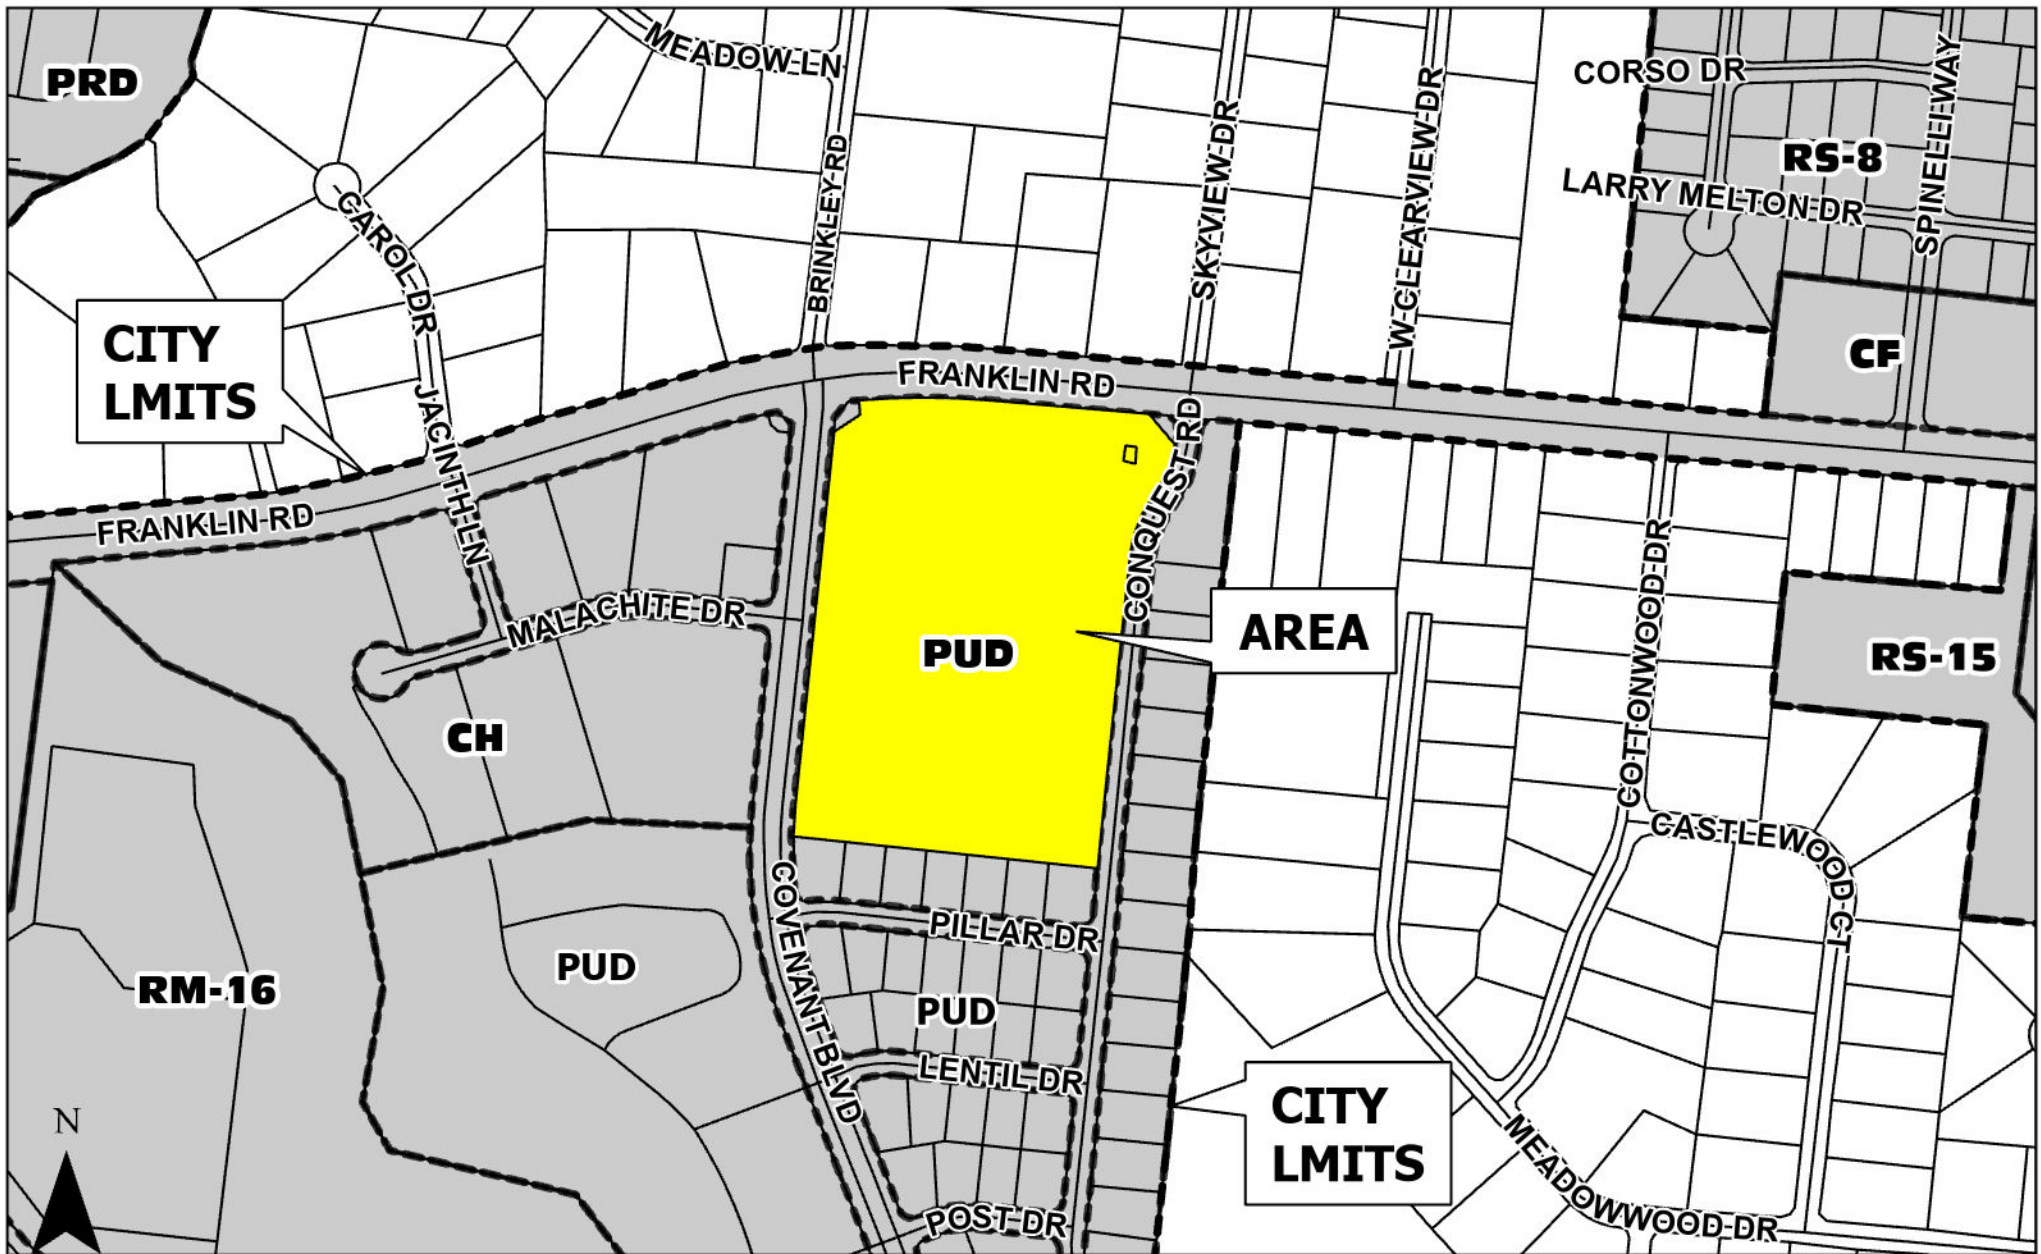 MEADOW LN
PRD
CORSO DR
SPINELLI WAY
BRINKLEY RD
SKYVIEW DR
W CLEARVIEW DR
RS-8
LARRY MELTON DR
CAROL DR
CITY
LMITS
CF
FRANKLIN RD
JACINTH LN
CONQUEST RD
FRANKLIN RD
MALACHITE DR
AREA
PUD
COTTONWOOD DR
RS-15
CH
CASTLEWOOD CT
COVENANT BLVD
PILLAR DR
PUD
RM-16
PUD
LENTIL DR
CITY
LMITS
N
MEADOWWOOD DR
POST DR